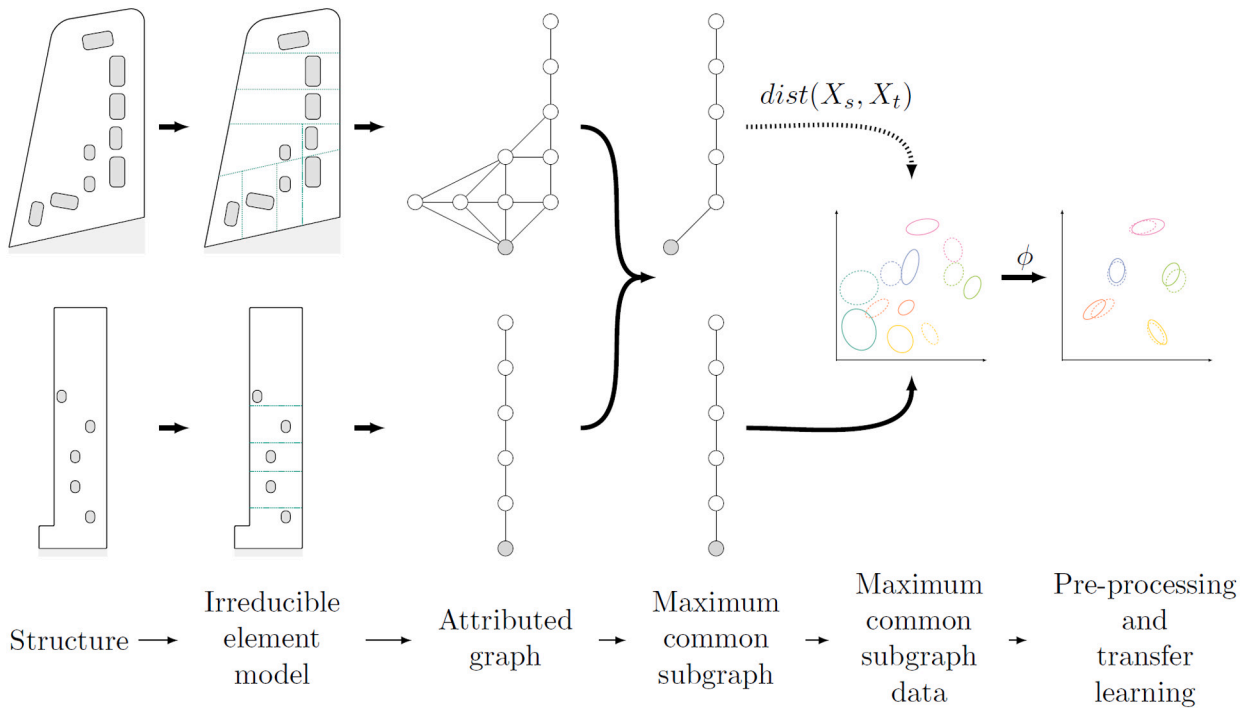 dist(X_s, X_t)
ϕ
Structure
Irreducible
element
model
Attributed
graph
Maximum
common
subgraph
Maximum
common
subgraph
data
Pre-processing
and
transfer
learning